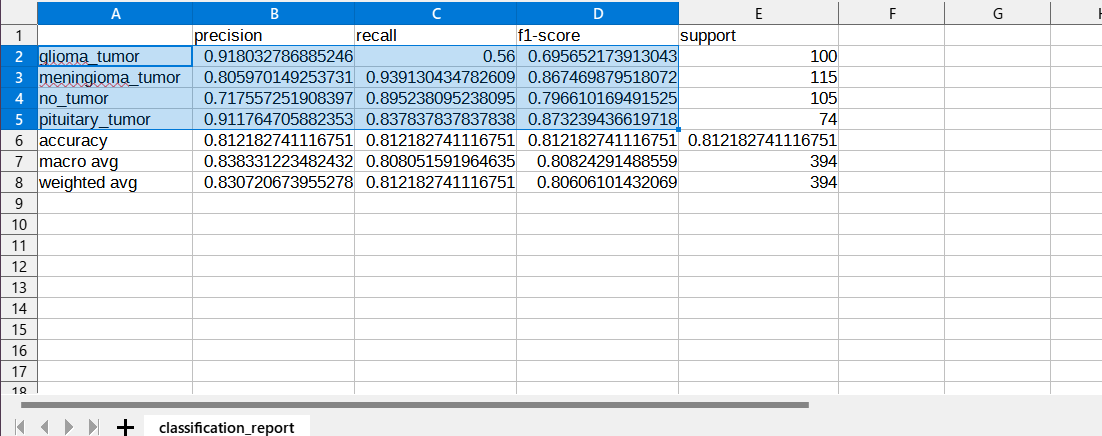 A B C D E F G
1 precision recall f1-score support
2 glioma_tumor 0.918032786885246 0.56 0.695652173913043 100
3 meningioma_tumor 0.805970149253731 0.939130434782609 0.867469879518072 115
4 no_tumor 0.717557251908397 0.895238095238095 0.796610169491525 105
5 pituitary_tumor 0.911764705882353 0.837837837837838 0.873239436619718 74
6 accuracy 0.812182741116751 0.812182741116751 0.812182741116751 0.812182741116751
7 macro avg 0.838331223482432 0.808051591964635 0.80824291488559 394
8 weighted avg 0.830720673955278 0.812182741116751 0.80606101432069 394
9
10
11
12
13
14
15
16
17
18
classification_report